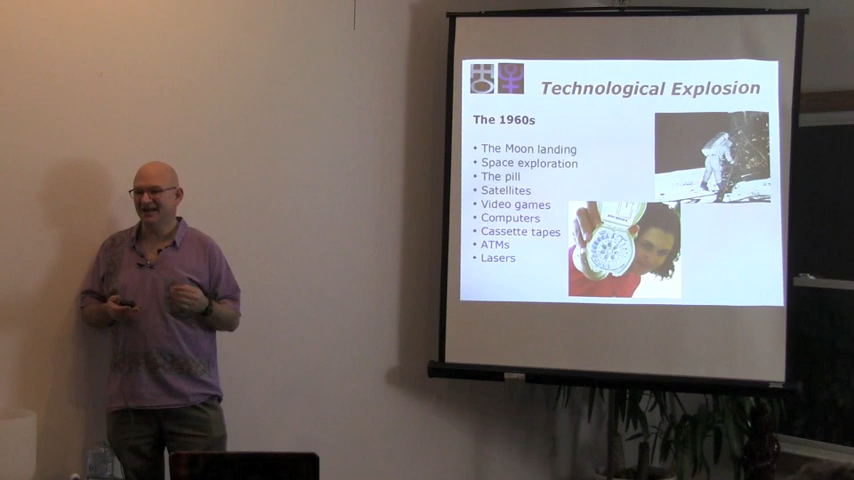 Technological Explosion
The 1960s
• The Moon landing
• Space exploration
• The pill
• Satellites
• Video games
• Computers
• Cassette tapes
• ATMs
• Lasers